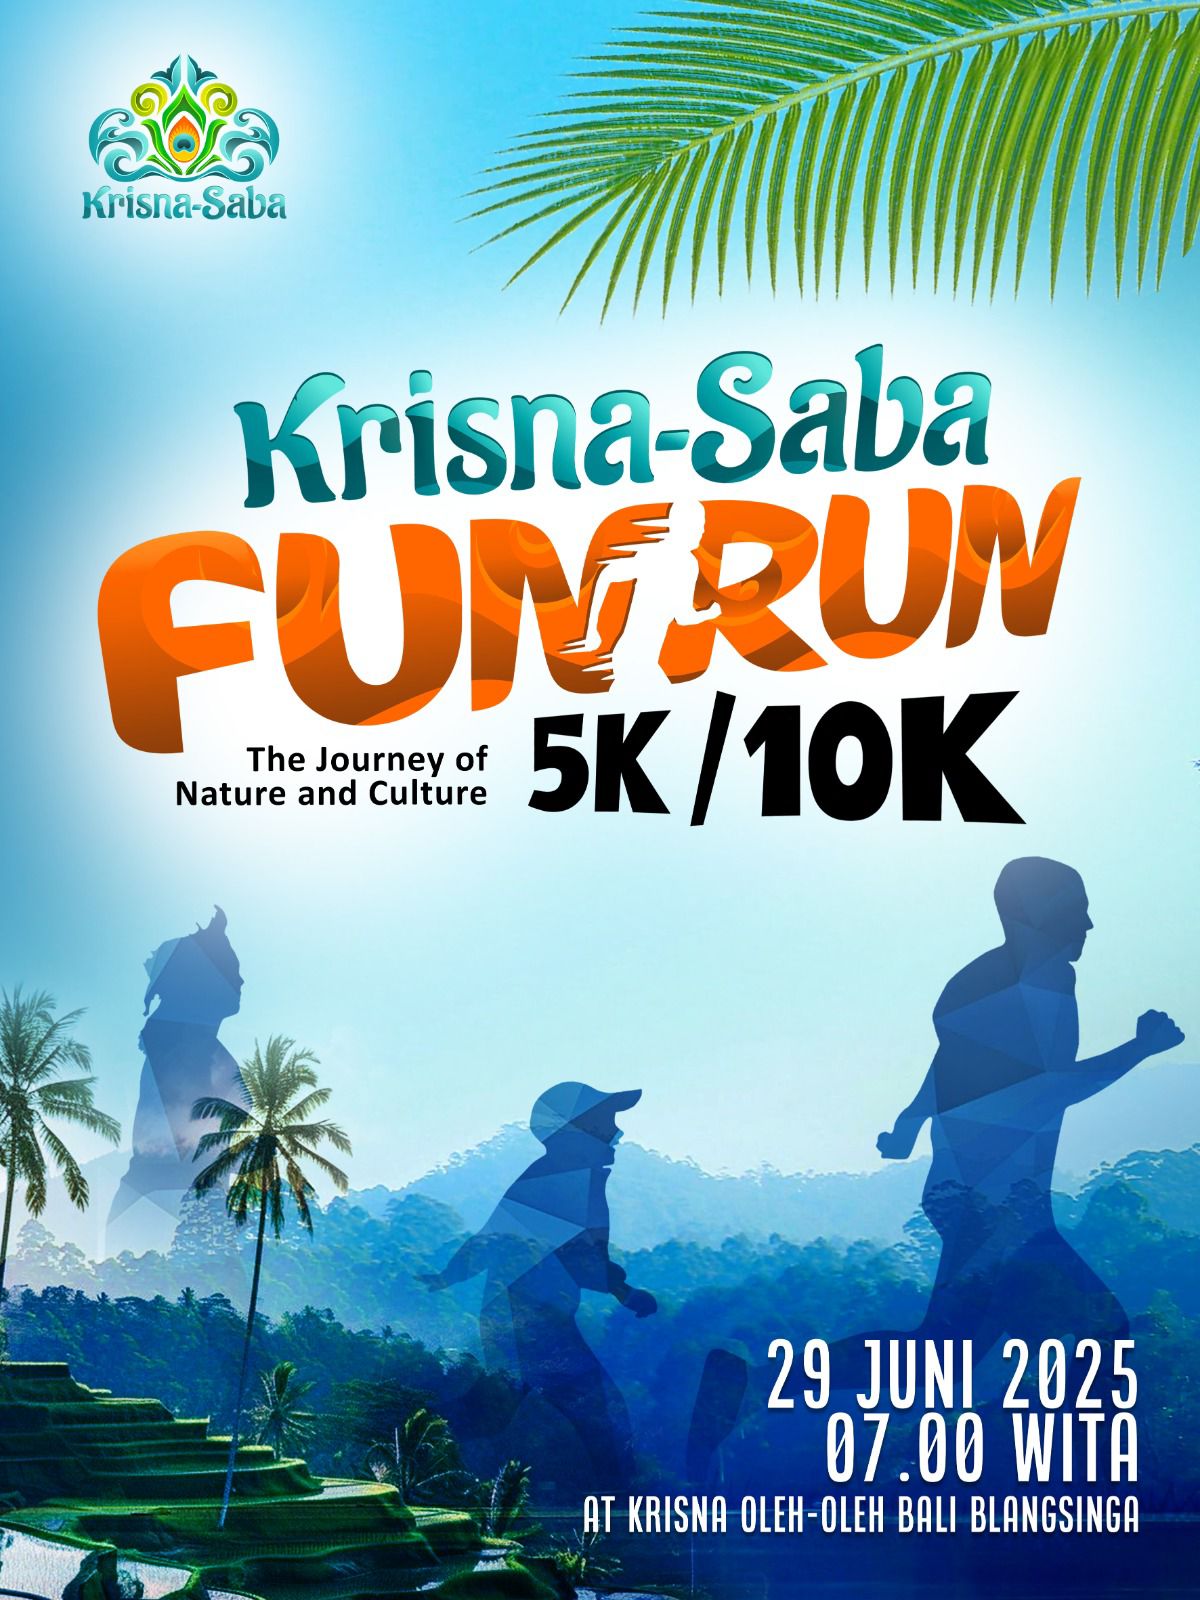 Krisna-Saba
Krisna-Saba
FUN RUN
The Journey of
Nature and Culture
5K/10K
29 JUNI 2025
07.00 WITA
AT KRISNA OLEH-OLEH BALI BLANGSINGA